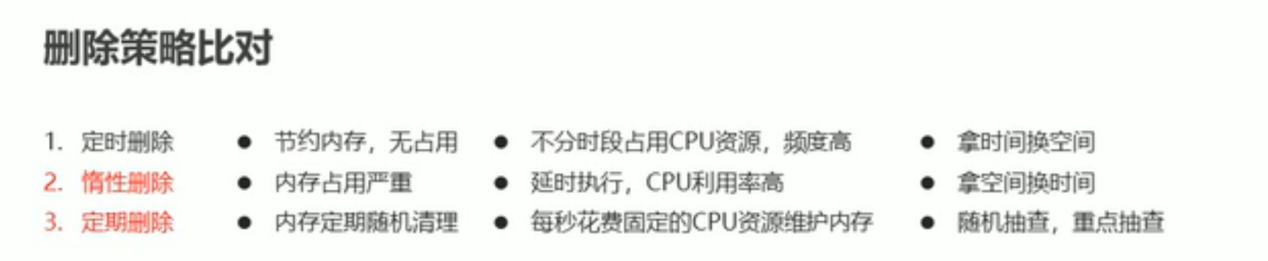 删除策略比对
1. 定时删除 ● 节约内存，无占用 ● 不分时段占用CPU资源，频度高 ● 拿时间换空间
2. 惰性删除 ● 内存占用严重 ● 延时执行，CPU利用率高 ● 拿空间换时间
3. 定期删除 ● 内存定期随机清理 ● 每秒花费固定的CPU资源维护内存 ● 随机抽查，重点抽查